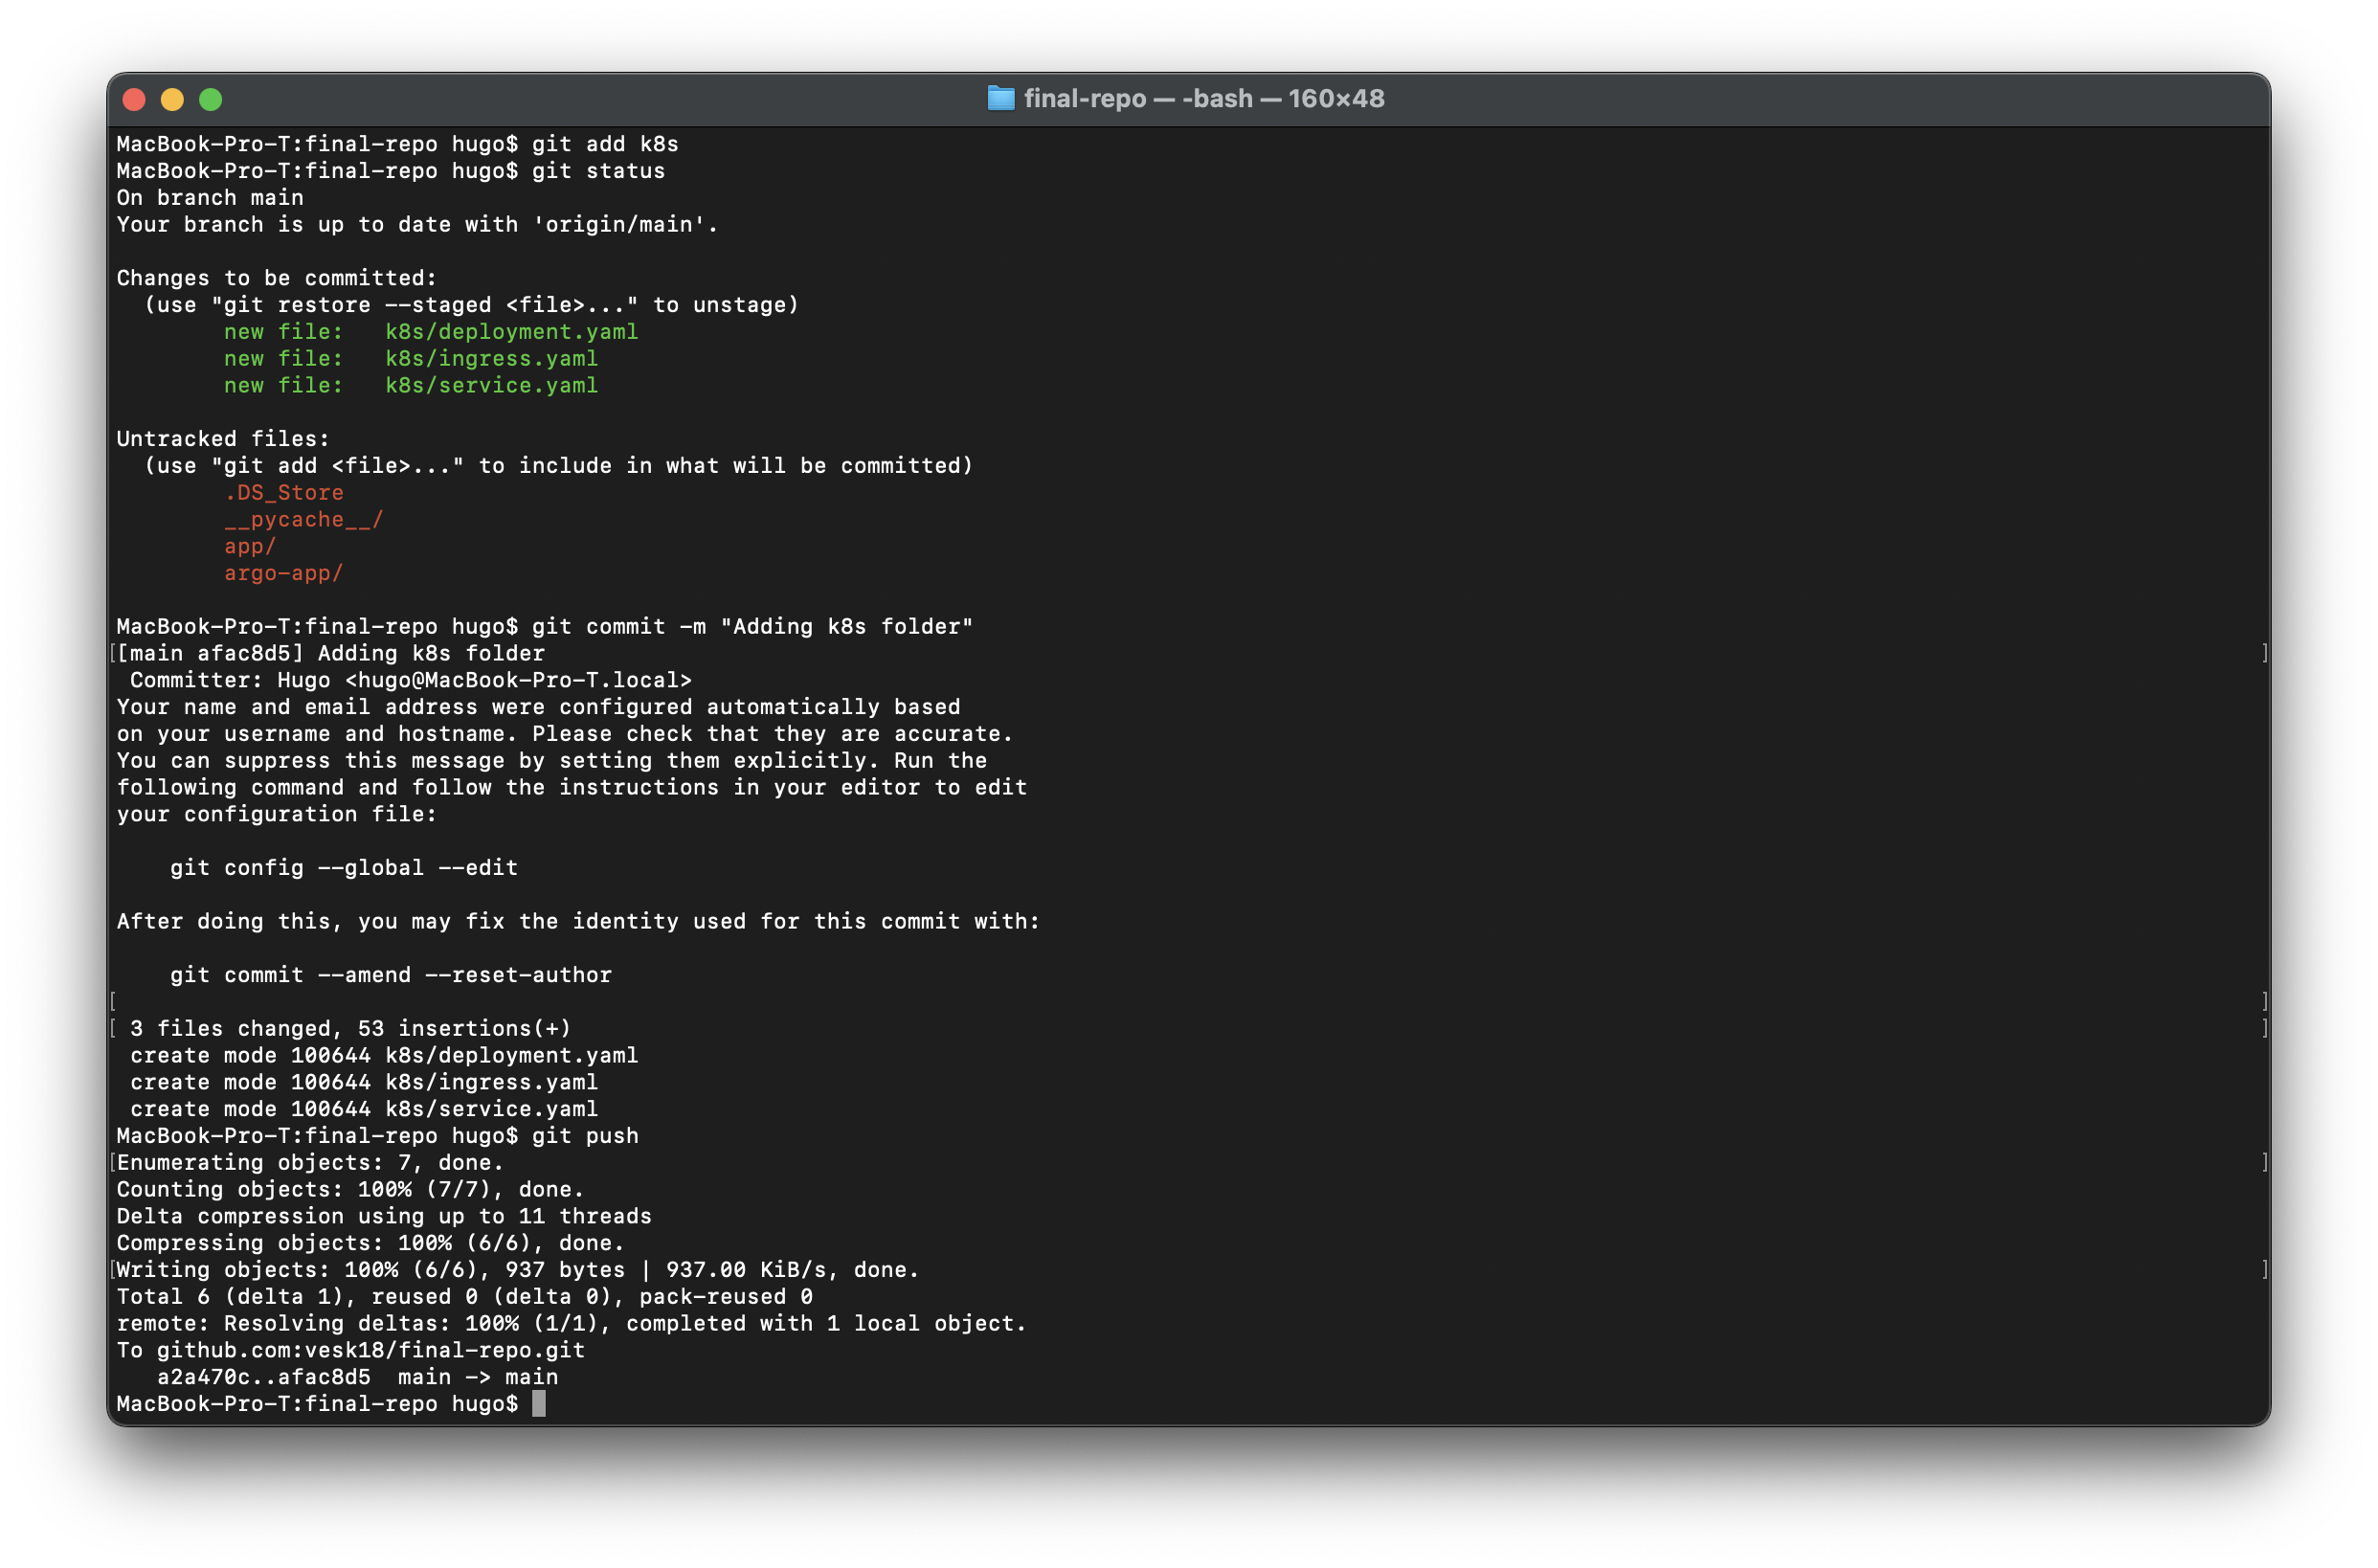 final-repo — -bash — 160×48
MacBook-Pro-T:final-repo hugo$ git add k8s
MacBook-Pro-T:final-repo hugo$ git status
On branch main
Your branch is up to date with 'origin/main'.
Changes to be committed:
  (use "git restore --staged <file>..." to unstage)
        new file:   k8s/deployment.yaml
        new file:   k8s/ingress.yaml
        new file:   k8s/service.yaml
Untracked files:
  (use "git add <file>..." to include in what will be committed)
        .DS_Store
        __pycache__/
        app/
        argo-app/
MacBook-Pro-T:final-repo hugo$ git commit -m "Adding k8s folder"
[[main afac8d5] Adding k8s folder ]
 Committer: Hugo <hugo@MacBook-Pro-T.local>
Your name and email address were configured automatically based
on your username and hostname. Please check that they are accurate.
You can suppress this message by setting them explicitly. Run the
following command and follow the instructions in your editor to edit
your configuration file:
    git config --global --edit
After doing this, you may fix the identity used for this commit with:
    git commit --amend --reset-author
[ ]
[ 3 files changed, 53 insertions(+) ]
 create mode 100644 k8s/deployment.yaml
 create mode 100644 k8s/ingress.yaml
 create mode 100644 k8s/service.yaml
MacBook-Pro-T:final-repo hugo$ git push
[Enumerating objects: 7, done. ]
Counting objects: 100% (7/7), done.
Delta compression using up to 11 threads
Compressing objects: 100% (6/6), done.
[Writing objects: 100% (6/6), 937 bytes | 937.00 KiB/s, done. ]
Total 6 (delta 1), reused 0 (delta 0), pack-reused 0
remote: Resolving deltas: 100% (1/1), completed with 1 local object.
To github.com:vesk18/final-repo.git
   a2a470c..afac8d5  main -> main
MacBook-Pro-T:final-repo hugo$